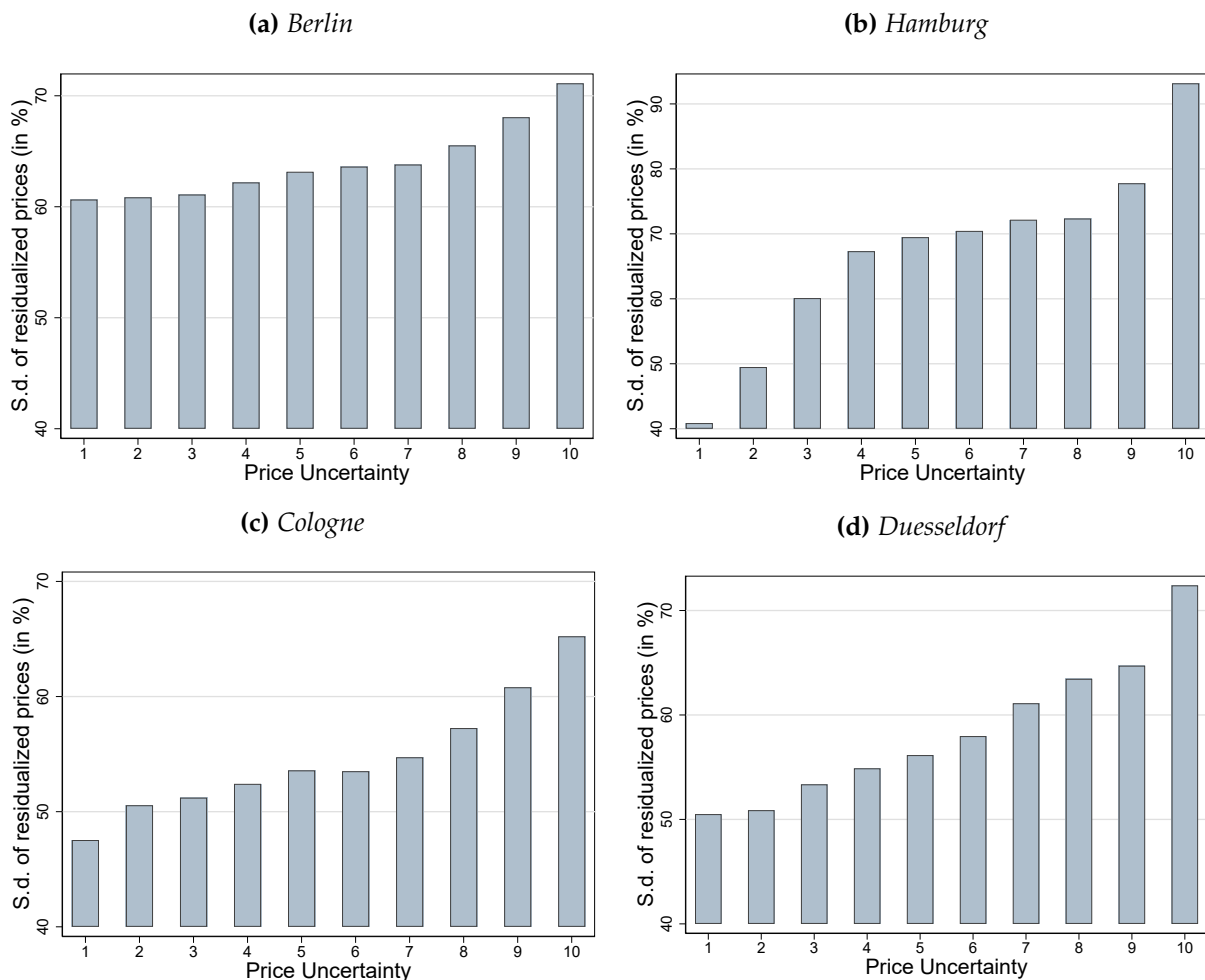 (a) Berlin
S.d. of residualized prices (in %)
70
60
50
40
1 2 3 4 5 6 7 8 9 10
Price Uncertainty
(b) Hamburg
S.d. of residualized prices (in %)
90
80
70
60
50
40
1 2 3 4 5 6 7 8 9 10
Price Uncertainty
(c) Cologne
S.d. of residualized prices (in %)
70
60
50
40
1 2 3 4 5 6 7 8 9 10
Price Uncertainty
(d) Duesseldorf
S.d. of residualized prices (in %)
70
60
50
40
1 2 3 4 5 6 7 8 9 10
Price Uncertainty